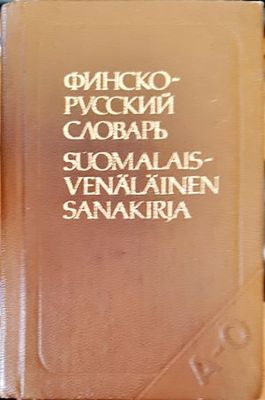 ФИНСКО-
РУССКИЙ
СЛОВАРЬ
SUOMALAIS-
VENÄLÄINEN
SANAKIRJA
A-Ö